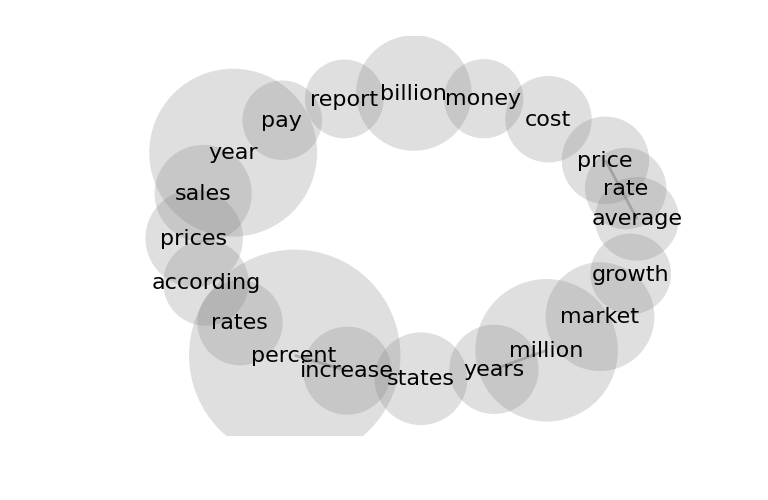 billion
report
money
pay
cost
year
price
rate
sales
average
prices
growth
according
market
rates
million
percent
increase
years
states